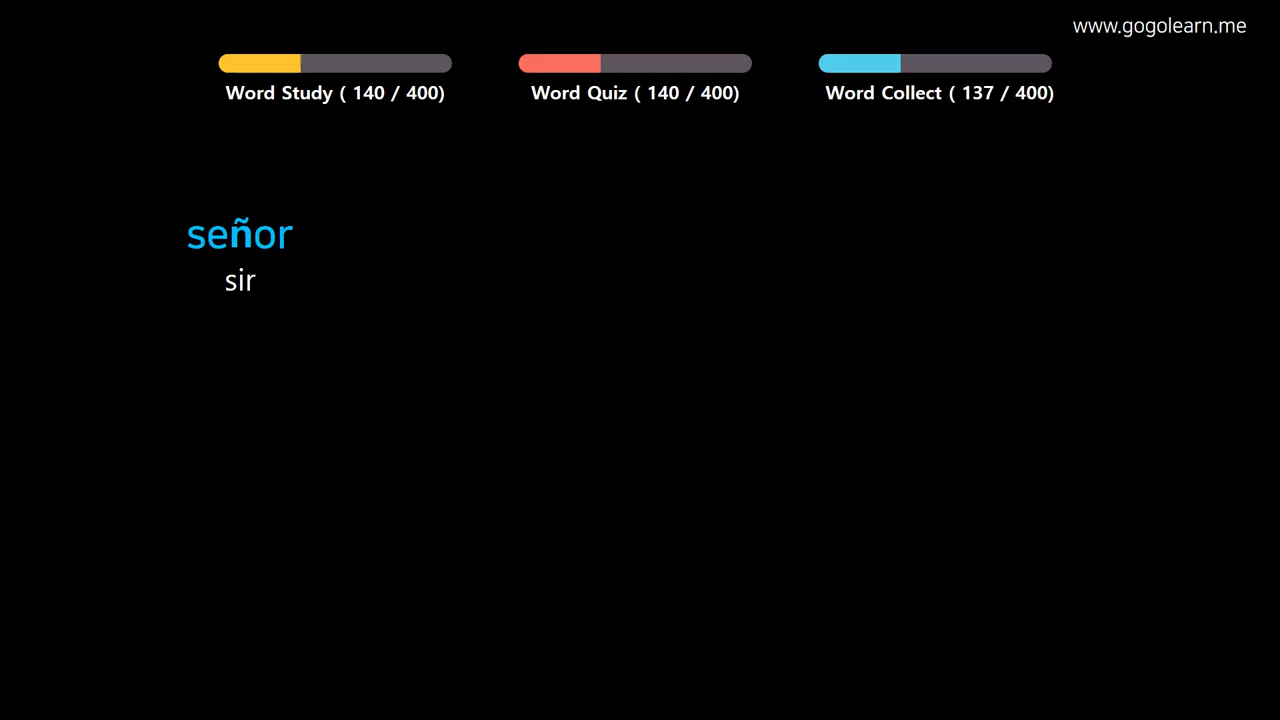 www.gogolearn.me
Word Study ( 140 / 400)
Word Quiz ( 140 / 400)
Word Collect ( 137 / 400)
señor
sir